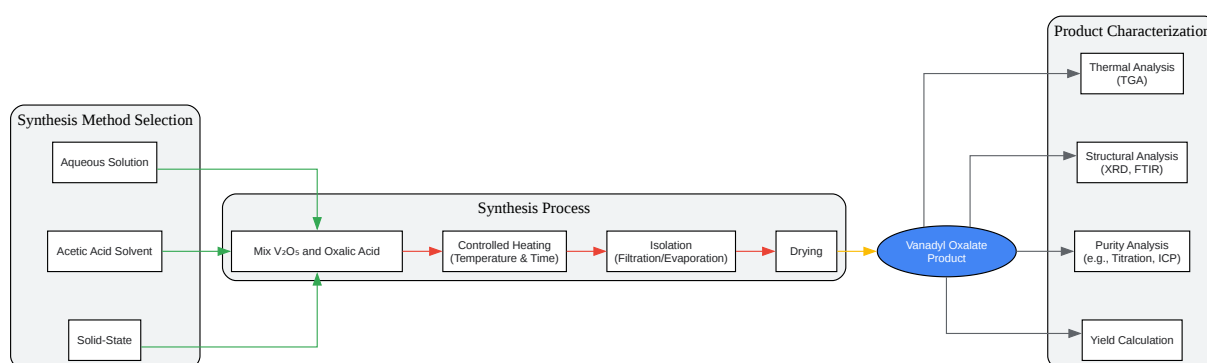 Synthesis Method Selection
Aqueous Solution
Acetic Acid Solvent
Solid-State
Synthesis Process
Mix V₂O₅ and Oxalic Acid
Controlled Heating
(Temperature & Time)
Isolation
(Filtration/Evaporation)
Drying
Vanadyl Oxalate
Product
Product Characterization
Thermal Analysis
(TGA)
Structural Analysis
(XRD, FTIR)
Purity Analysis
(e.g., Titration, ICP)
Yield Calculation